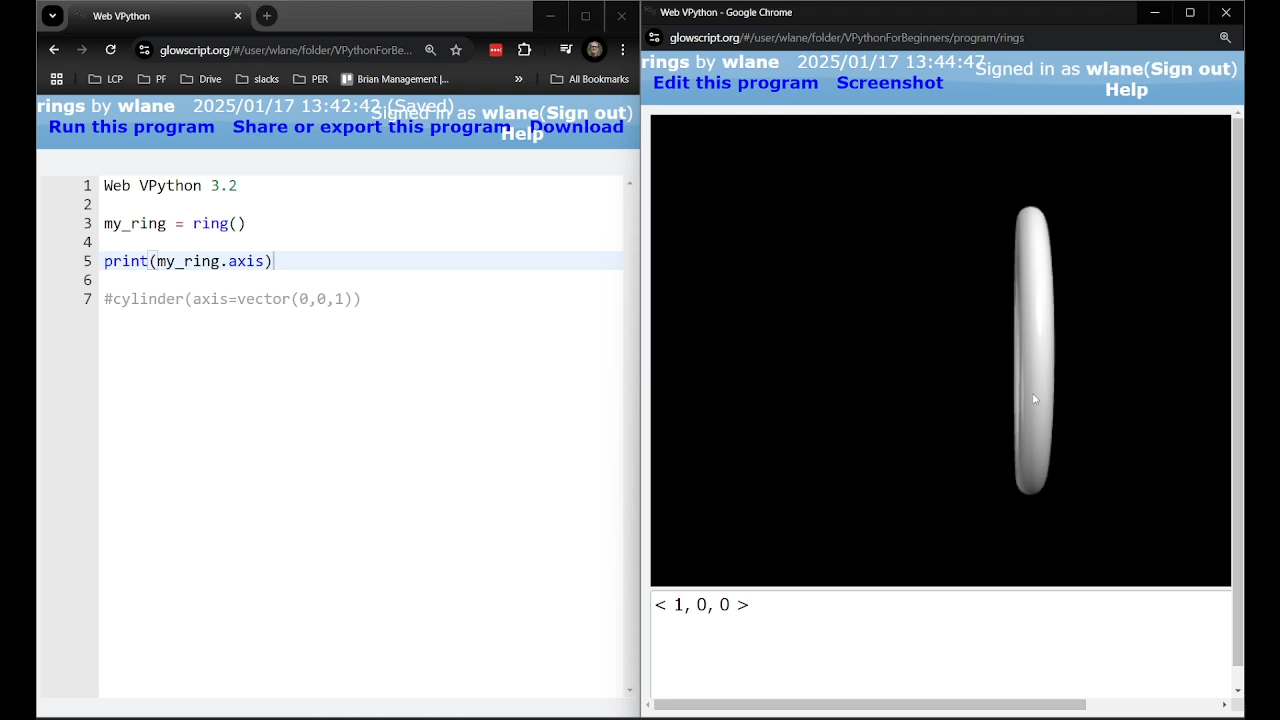 Web VPython
glowscript.org/#/user/wlane/folder/VPythonForBe...
LCP
PF
Drive
slacks
PER
Brian Management |...
»
All Bookmarks
rings by wlane 2025/01/17 13:42:42 (Saved)
Signed in as wlane(Sign out)
Run this program Share or export this program Download
Help
1 Web VPython 3.2
2
3 my_ring = ring()
4
5 print(my_ring.axis)
6
7 #cylinder(axis=vector(0,0,1))
Web VPython - Google Chrome
glowscript.org/#/user/wlane/folder/VPythonForBeginners/program/rings
rings by wlane 2025/01/17 13:44:47
Signed in as wlane(Sign out)
Edit this program Screenshot
Help
< 1, 0, 0 >